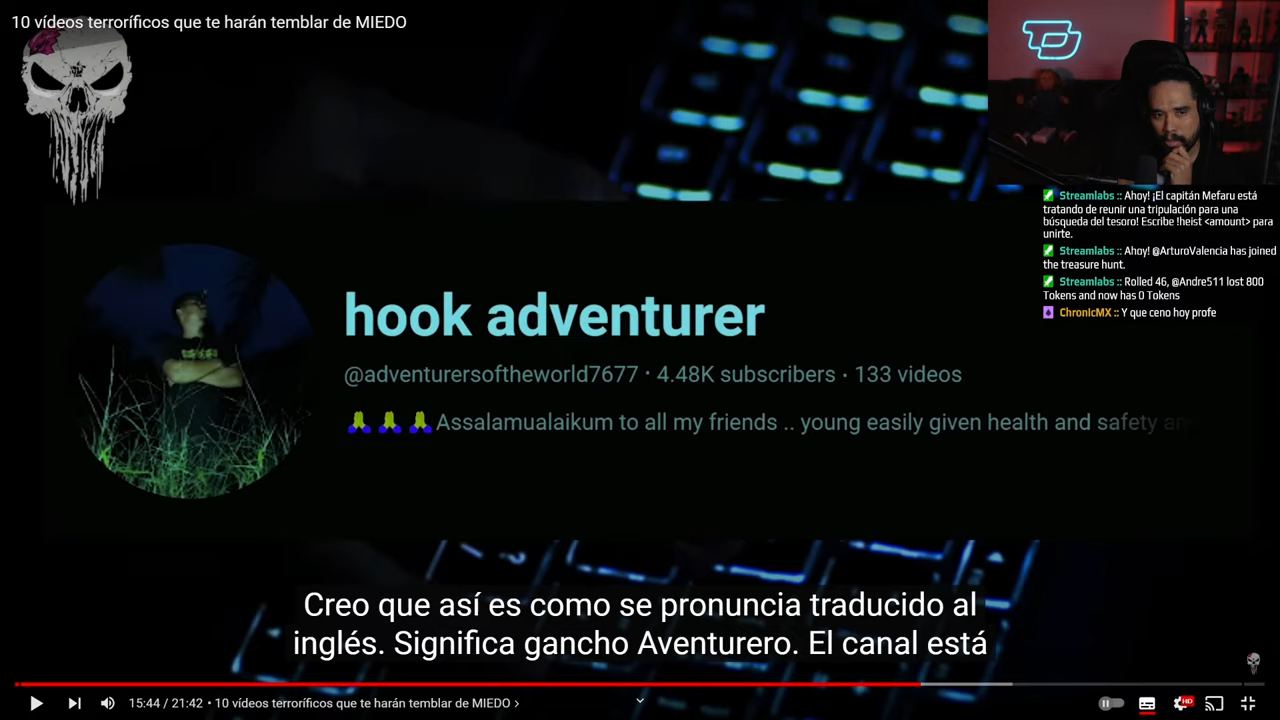 10 vídeos terroríficos que te harán temblar de MIEDO
Streamlabs :: Ahoy! ¡El capitán Mefaru está
tratando de reunir una tripulación para una
búsqueda del tesoro! Escribe !heist <amount> para
unirte.
Streamlabs :: Ahoy! @ArturoValencia has joined
the treasure hunt.
Streamlabs :: Rolled 46, @Andre511 lost 800
Tokens and now has 0 Tokens
ChronicMX :: Y que ceno hoy profe
hook adventurer
@adventurersoftheworld7677 · 4.48K subscribers · 133 videos
Assalamualaikum to all my friends .. young easily given health and safety
Creo que así es como se pronuncia traducido al
inglés. Significa gancho Aventurero. El canal está
15:44 / 21:42 • 10 vídeos terroríficos que te harán temblar de MIEDO
HD